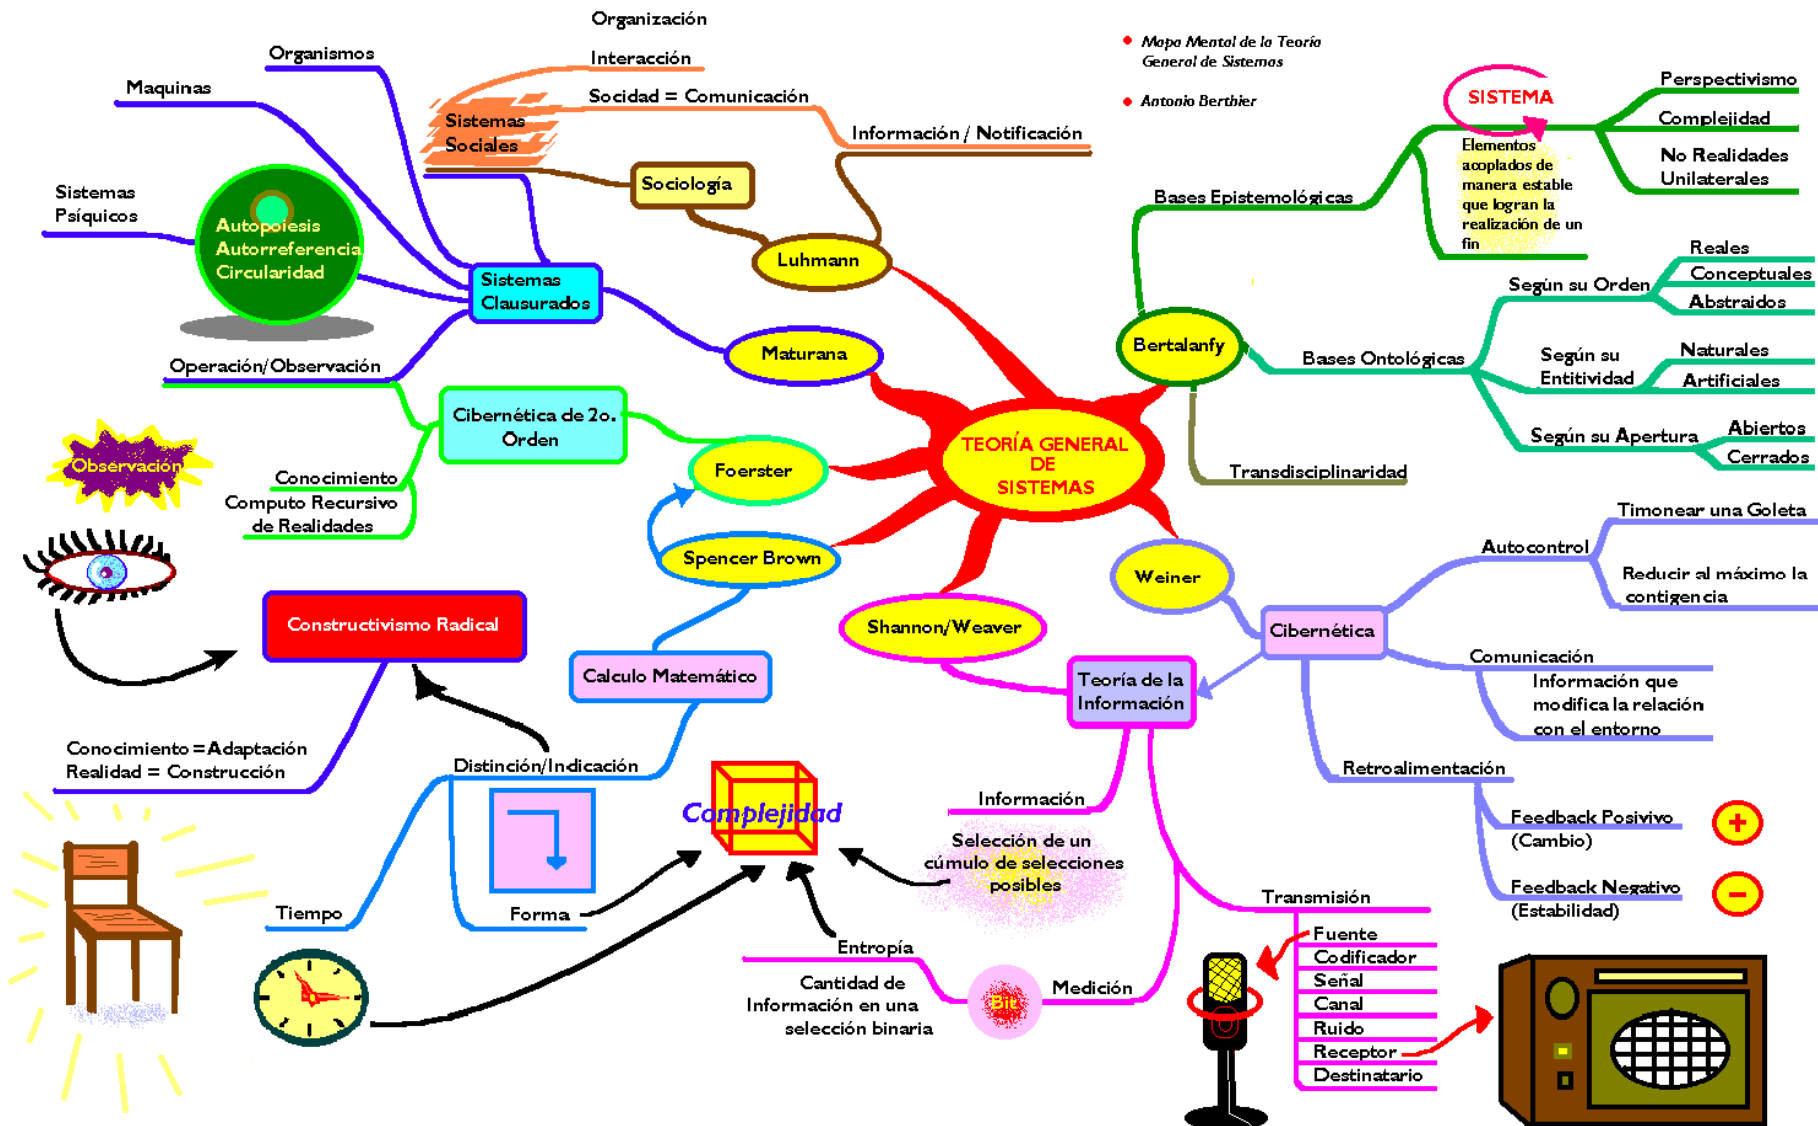 Mapa Mental de la Teoría
General de Sistemas
Antonio Berthier
TEORÍA GENERAL
DE
SISTEMAS
Organización
Interacción
Socidad = Comunicación
Sistemas
Sociales
Información / Notificación
Sociología
Luhmann
Organismos
Maquinas
Sistemas
Psíquicos
Autopoiesis
Autorreferencia
Circularidad
Sistemas
Clausurados
Maturana
Operación/Observación
Cibernética de 2o.
Orden
Foerster
Conocimiento
Computo Recursivo
de Realidades
Observación
Spencer Brown
Constructivismo Radical
Calculo Matemático
Conocimiento = Adaptación
Realidad = Construcción
Distinción/Indicación
Tiempo
Forma
Complejidad
Shannon/Weaver
Teoría de la
Información
Información
Selección de un
cúmulo de selecciones
posibles
Entropía
Cantidad de
Información en una
selección binaria
Bit
Medición
Transmisión
Fuente
Codificador
Señal
Canal
Ruido
Receptor
Destinatario
Weiner
Cibernética
Autocontrol
Timonear una Goleta
Reducir al máximo la
contigencia
Comunicación
Información que
modifica la relación
con el entorno
Retroalimentación
Feedback Posivivo
(Cambio)
+
Feedback Negativo
(Estabilidad)
−
Bertalanfy
Bases Epistemológicas
SISTEMA
Elementos
acoplados de
manera estable
que logran la
realización de un
fin
Perspectivismo
Complejidad
No Realidades
Unilaterales
Bases Ontológicas
Según su Orden
Reales
Conceptuales
Abstraidos
Según su
Entitividad
Naturales
Artificiales
Según su Apertura
Abiertos
Cerrados
Transdisciplinaridad